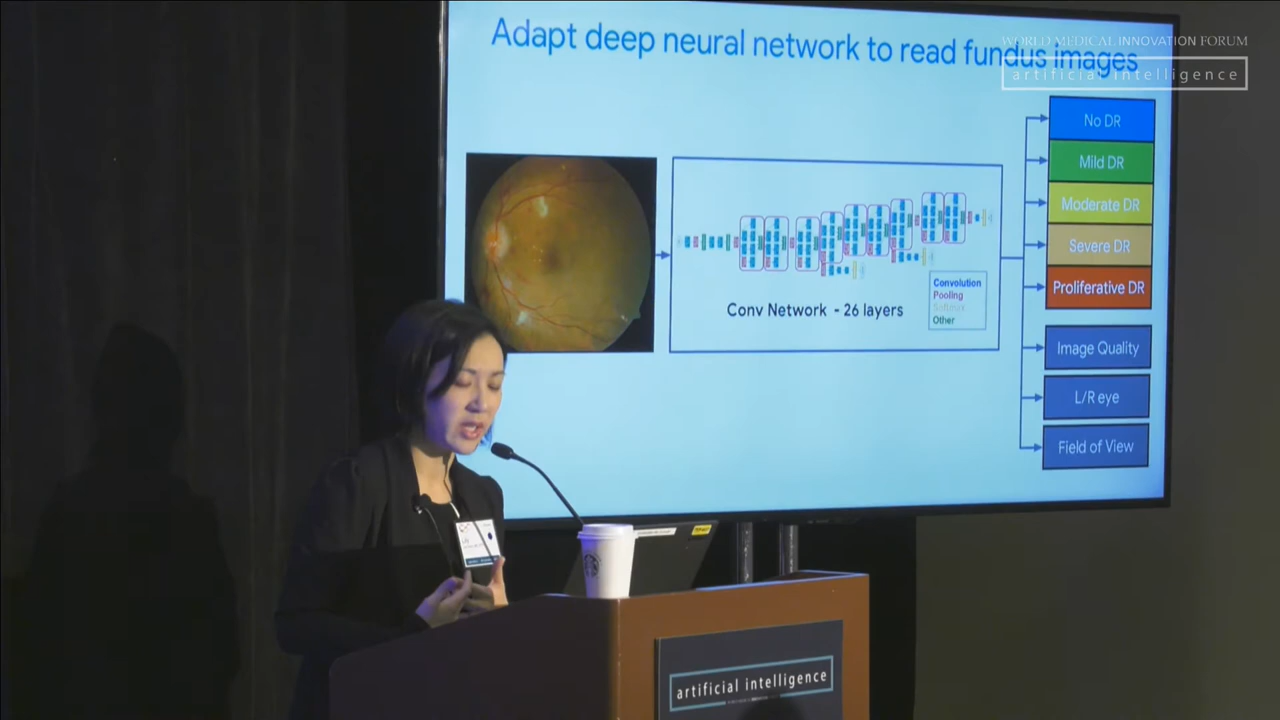 Adapt deep neural network to read fundus images
WORLD MEDICAL INNOVATION FORUM
artificial intelligence
No DR
Mild DR
Moderate DR
Severe DR
Proliferative DR
Convolution
Pooling
Softmax
Other
Conv Network - 26 layers
Image Quality
L/R eye
Field of View
Lily
artificial intelligence